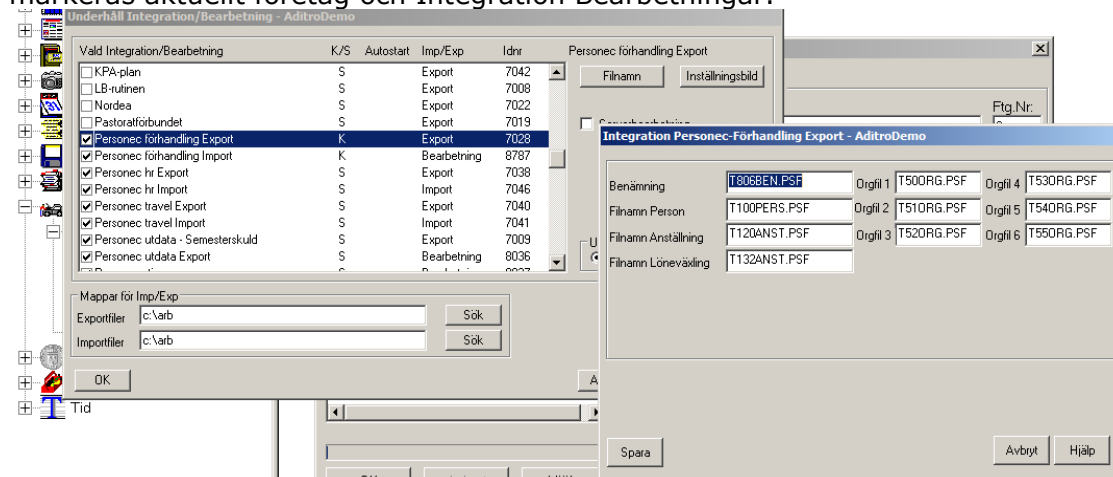 markeras aktuellt företag och Integration Bearbetningar.
Underhåll Integration/Bearbetning - AditroDemo
Vald Integration/Bearbetning K/S Autostart Imp/Exp Idnr
KPA-plan S Export 7042
LB-rutinen S Export 7008
Nordea S Export 7022
Pastoratförbundet S Export 7019
Personec förhandling Export K Export 7028
Personec förhandling Import K Bearbetning 8787
Personec hr Export S Export 7038
Personec hr Import S Import 7046
Personec travel Export S Export 7040
Personec travel Import S Import 7041
Personec utdata - Semesterskuld S Export 7009
Personec utdata Export S Bearbetning 8036
Personec förhandling Export
Filnamn Inställningsbild
Mappar för Imp/Exp
Exportfiler c:\arb Sök
Importfiler c:\arb Sök
OK
Tid
Ftg.Nr:
Integration Personec-Förhandling Export - AditroDemo
Benämning T806BEN.PSF Orgfil 1 T500RG.PSF Orgfil 4 T530RG.PSF
Filnamn Person T100PERS.PSF Orgfil 2 T510RG.PSF Orgfil 5 T540RG.PSF
Filnamn Anställning T120ANST.PSF Orgfil 3 T520RG.PSF Orgfil 6 T550RG.PSF
Filnamn Löneväxling T132ANST.PSF
Spara Avbryt Hjälp